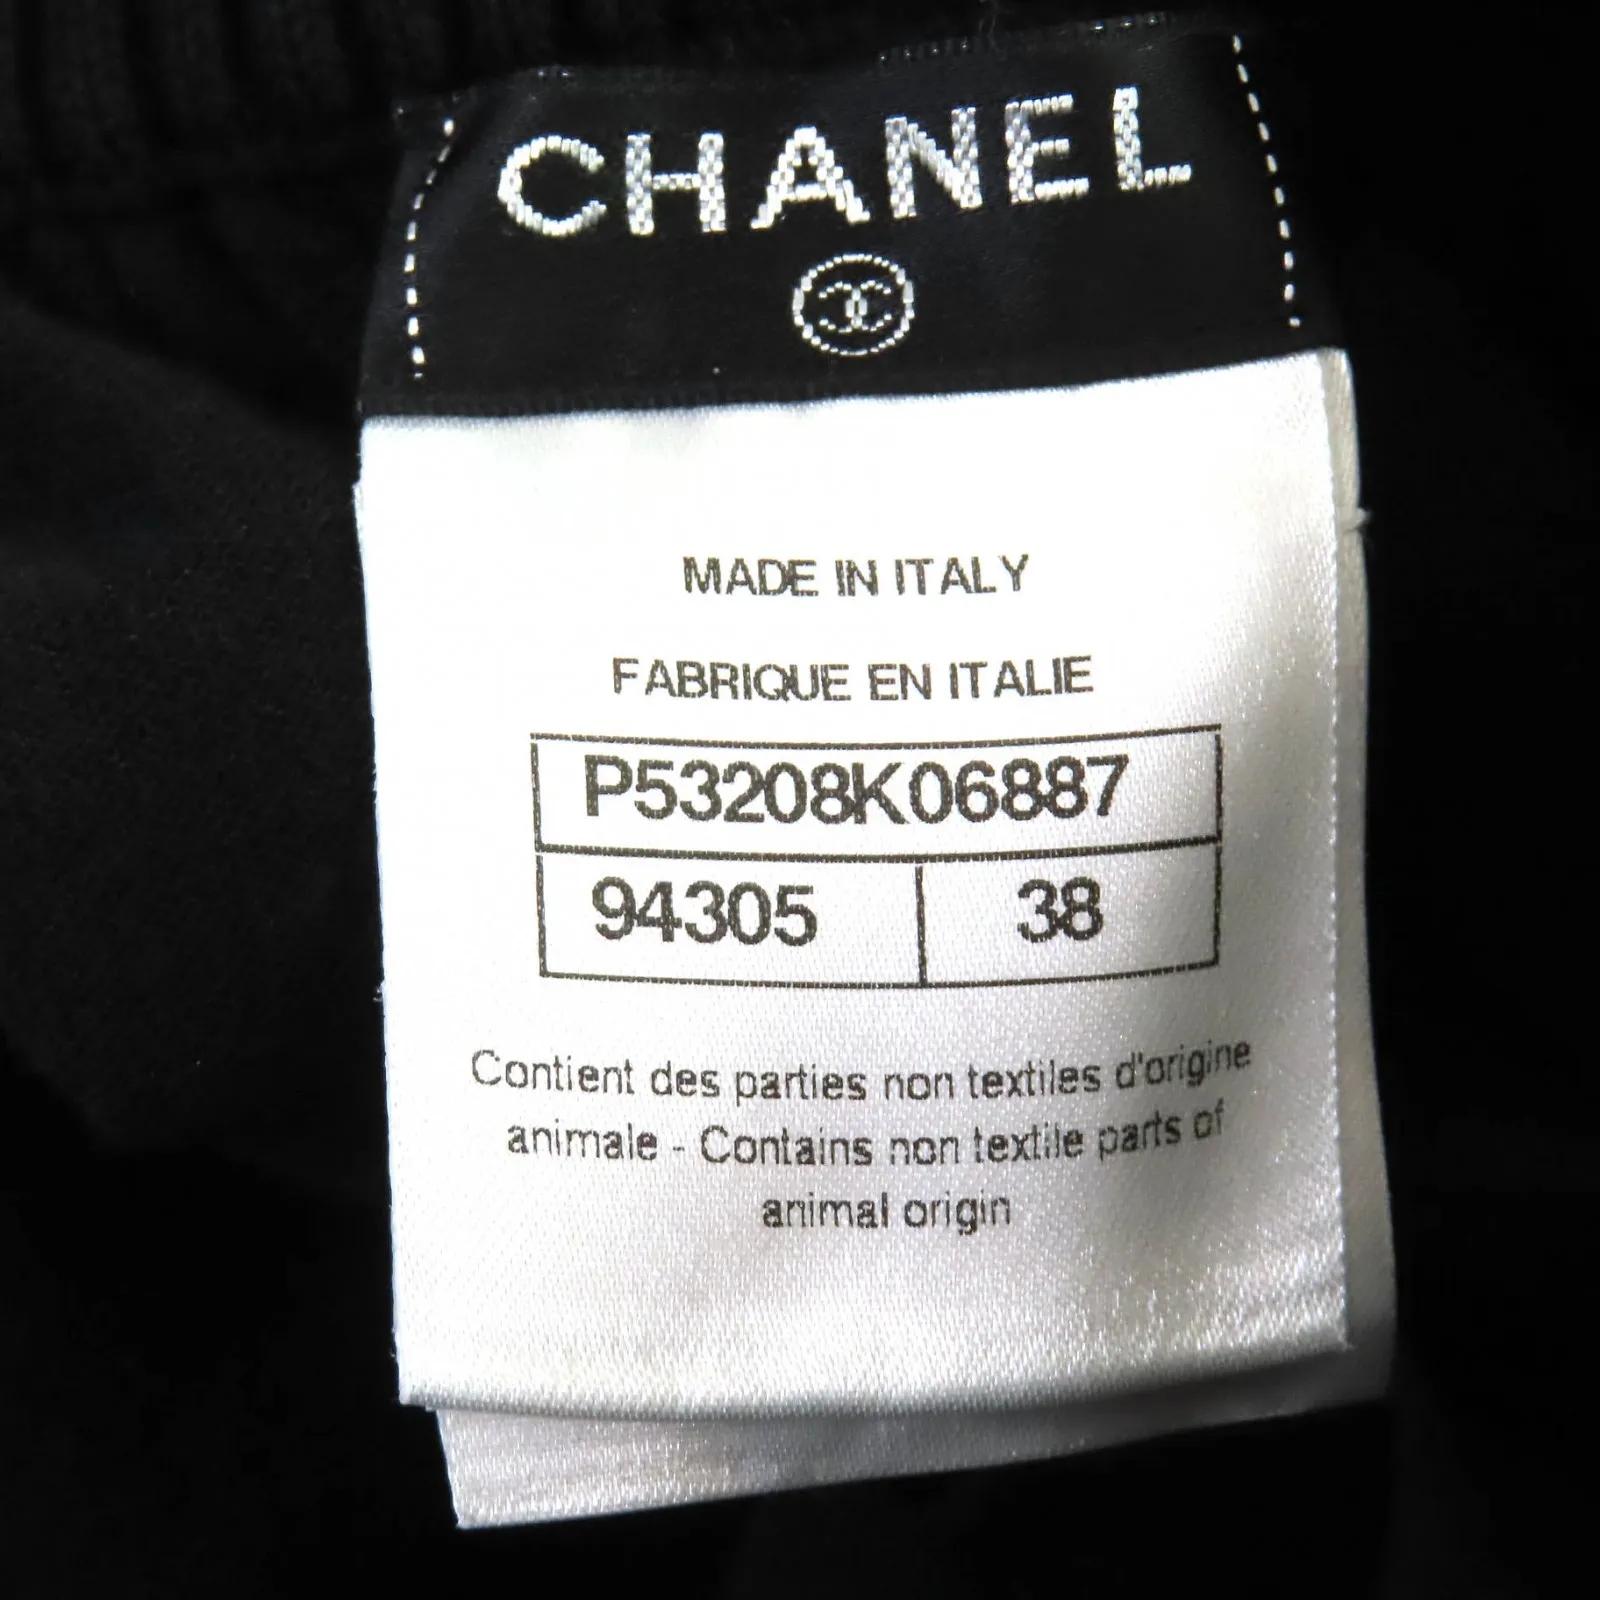 CHANEL
MADE IN ITALY
FABRIQUE EN ITALIE
P53208K06887
94305 38
Contient des parties non textiles d'origine
animale - Contains non textile parts of
animal origin